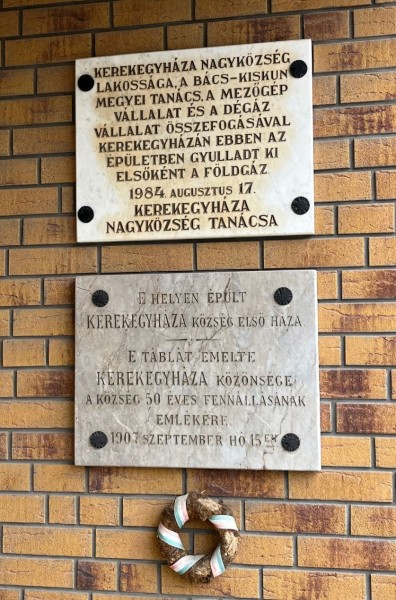 KEREKEGYHÁZA NAGYKÖZSÉG
LAKOSSÁGA, A BÁCS-KISKUN
MEGYEI TANÁCS, A MEZŐGÉP
VÁLLALAT ÉS A DÉGÁZ
VÁLLALAT ÖSSZEFOGÁSÁVAL
KEREKEGYHÁZÁN EBBEN AZ
ÉPÜLETBEN GYULLADT KI
ELSŐKÉNT A FÖLDGÁZ
1984. AUGUSZTUS 17.
KEREKEGYHÁZA
NAGYKÖZSÉG TANÁCSA
E HELYEN ÉPÜLT
KEREKEGYHÁZA KÖZSÉG ELSŐ HÁZA
E TÁBLÁT EMELTE
KEREKEGYHÁZA KÖZÖNSÉGE
A KÖZSÉG 50 ÉVES FENNÁLLÁSÁNAK
EMLÉKÉRE
1907 SZEPTEMBER HÓ 15ÉN